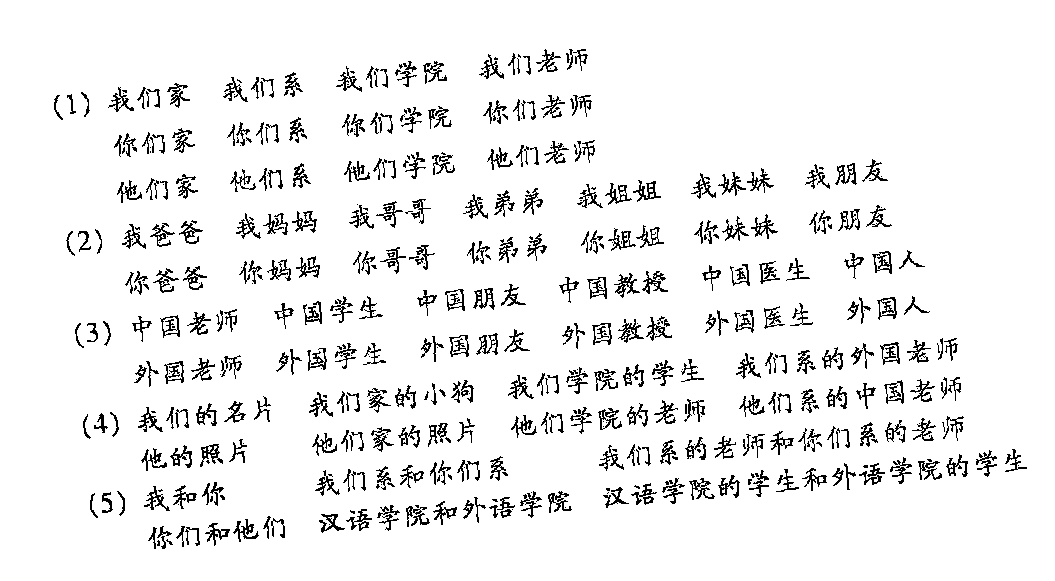 (1) 我们家 我们系 我们学院 我们老师
你们家 你们系 你们学院 你们老师
他们家 他们系 他们学院 他们老师
(2) 我爸爸 我妈妈 我哥哥 我弟弟 我姐姐 我妹妹 我朋友
你爸爸 你妈妈 你哥哥 你弟弟 你姐姐 你妹妹 你朋友
(3) 中国老师 中国学生 中国朋友 中国教授 中国医生 中国人
外国老师 外国学生 外国朋友 外国教授 外国医生 外国人
(4) 我们的名片 我们家的小狗 我们学院的学生 我们系的外国老师
他的照片 他们家的照片 他们学院的老师 他们系的中国老师
(5) 我和你 我们系和你们系 我们系的老师和你们系的老师
你们和他们 汉语学院和外语学院 汉语学院的学生和外语学院的学生